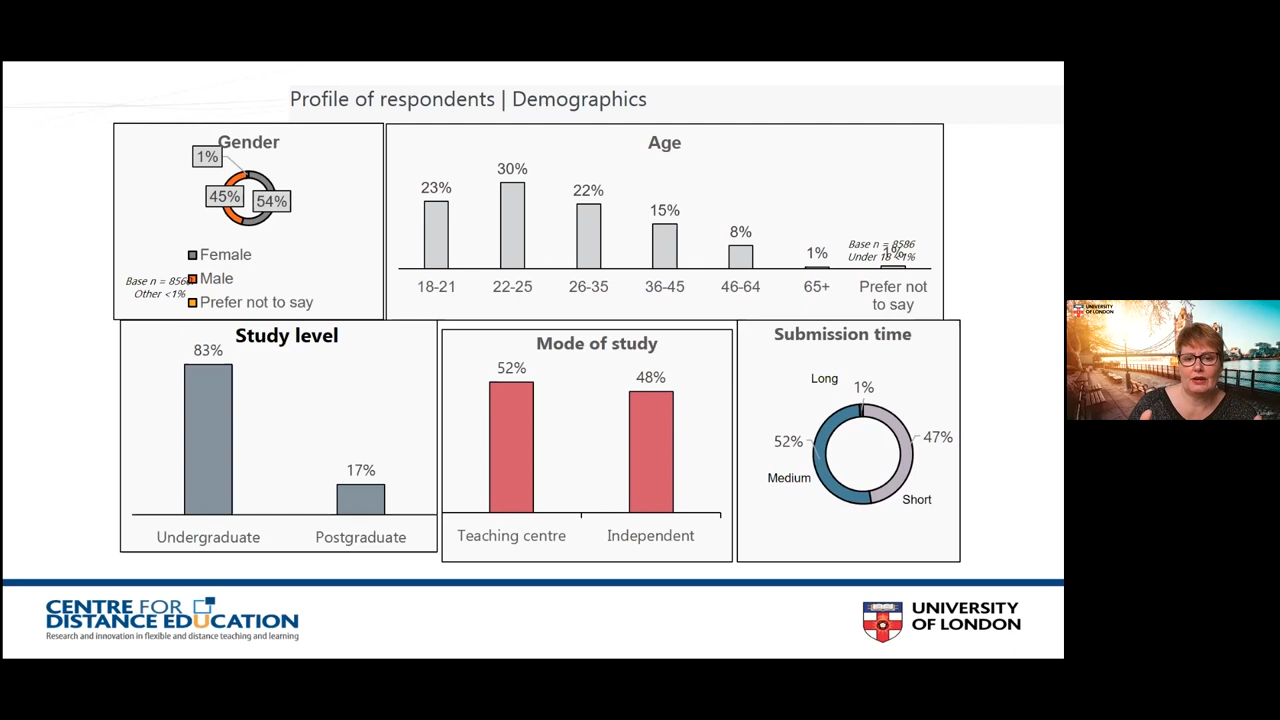 Profile of respondents | Demographics
Gender
1%
45%
54%
Female
Male
Prefer not to say
Base n =
Other <1%
Age
23%
30%
22%
15%
8%
1%
1%
Base n = 8586
Under 18 <1%
18-21
22-25
26-35
36-45
46-64
65+
Prefer not
to say
Study level
83%
17%
Undergraduate
Postgraduate
Mode of study
52%
48%
Teaching centre
Independent
Submission time
Long
1%
52%
47%
Medium
Short
CENTRE FOR
DISTANCE EDUCATION
Research and innovation in flexible and distance teaching and learning
UNIVERSITY
OF LONDON
UNIVERSITY
OF LONDON